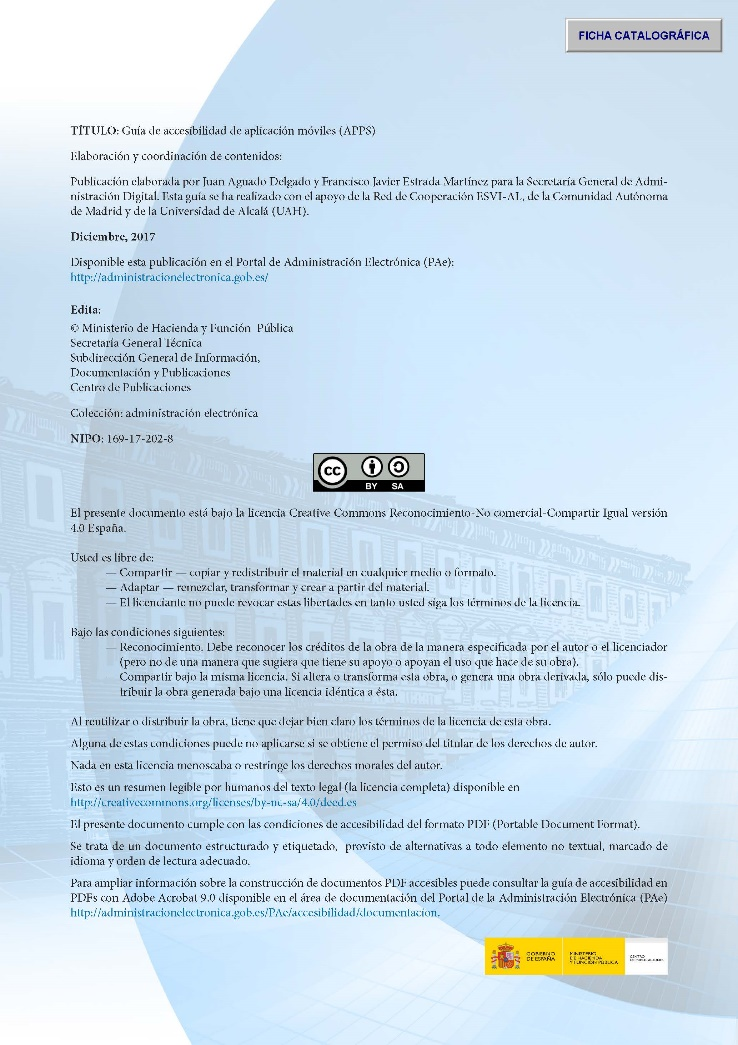 FICHA CATALOGRÁFICA
TÍTULO: Guía de accesibilidad de aplicación móviles (APPS)
Elaboración y coordinación de contenidos:
Publicación elaborada por Juan Aguado Delgado y Francisco Javier Estrada Martínez para la Secretaría General de Admi-
nistración Digital. Esta guía se ha realizado con el apoyo de la Red de Cooperación ESVI-AL, de la Comunidad Autónoma
de Madrid y de la Universidad de Alcalá (UAH).
Diciembre, 2017
Disponible esta publicación en el Portal de Administración Electrónica (PAe):
http://administracionelectronica.gob.es/
Edita:
© Ministerio de Hacienda y Función Pública
Secretaría General Técnica
Subdirección General de Información,
Documentación y Publicaciones
Centro de Publicaciones
Colección: administración electrónica
NIPO: 169-17-202-8
cc BY SA
El presente documento está bajo la licencia Creative Commons Reconocimiento-No comercial-Compartir Igual versión
4.0 España.
Usted es libre de:
— Compartir — copiar y redistribuir el material en cualquier medio o formato.
— Adaptar — remezclar, transformar y crear a partir del material.
— El licenciante no puede revocar estas libertades en tanto usted siga los términos de la licencia.
Bajo las condiciones siguientes:
— Reconocimiento. Debe reconocer los créditos de la obra de la manera especificada por el autor o el licenciador
(pero no de una manera que sugiera que tiene su apoyo o apoyan el uso que hace de su obra).
Compartir bajo la misma licencia. Si altera o transforma esta obra, o genera una obra derivada, sólo puede dis-
tribuir la obra generada bajo una licencia idéntica a ésta.
Al reutilizar o distribuir la obra, tiene que dejar bien claro los términos de la licencia de esta obra.
Alguna de estas condiciones puede no aplicarse si se obtiene el permiso del titular de los derechos de autor.
Nada en esta licencia menoscaba o restringe los derechos morales del autor.
Esto es un resumen legible por humanos del texto legal (la licencia completa) disponible en
http://creativecommons.org/licenses/by-nc-sa/4.0/deed.es
El presente documento cumple con las condiciones de accesibilidad del formato PDF (Portable Document Format).
Se trata de un documento estructurado y etiquetado, provisto de alternativas a todo elemento no textual, marcado de
idioma y orden de lectura adecuado.
Para ampliar información sobre la construcción de documentos PDF accesibles puede consultar la guía de accesibilidad en
PDFs con Adobe Acrobat 9.0 disponible en el área de documentación del Portal de la Administración Electrónica (PAe)
http://administracionelectronica.gob.es/PAe/accesibilidad/documentacion.
GOBIERNO
DE ESPAÑA
MINISTERIO
DE HACIENDA
Y FUNCIÓN PÚBLICA